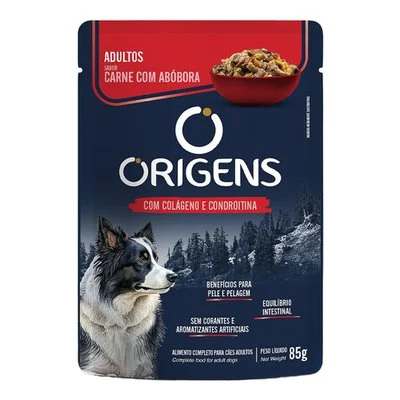 ADULTOS
SABOR
CARNE COM ABÓBORA
ORIGENS
COM COLÁGENO E CONDROITINA
BENEFÍCIOS PARA
PELE E PELAGEM
EQUILÍBRIO
INTESTINAL
SEM CORANTES E
AROMATIZANTES ARTIFICIAIS
ALIMENTO COMPLETO PARA CÃES ADULTOS
Complete food for adult dogs
PESO LÍQUIDO
Net Weight
85g